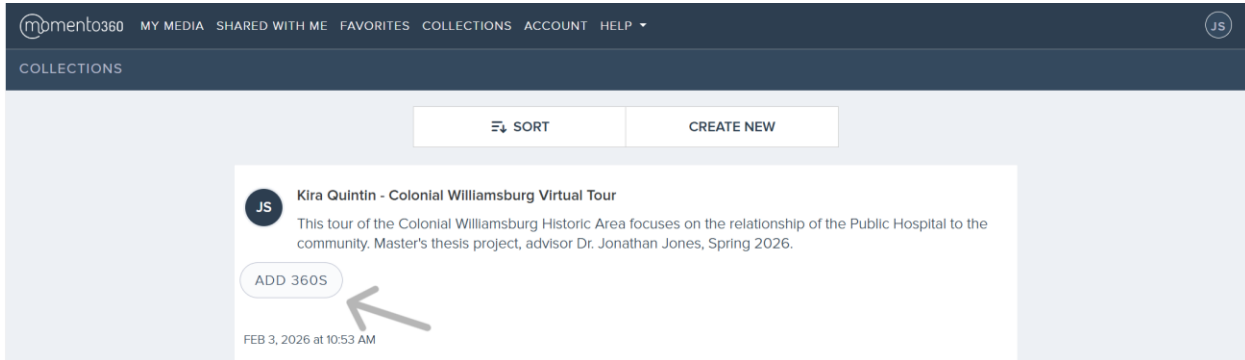 momento360 MY MEDIA SHARED WITH ME FAVORITES COLLECTIONS ACCOUNT HELP JS
COLLECTIONS
SORT CREATE NEW
JS Kira Quintin - Colonial Williamsburg Virtual Tour
This tour of the Colonial Williamsburg Historic Area focuses on the relationship of the Public Hospital to the
community. Master's thesis project, advisor Dr. Jonathan Jones, Spring 2026.
ADD 360S
FEB 3, 2026 at 10:53 AM